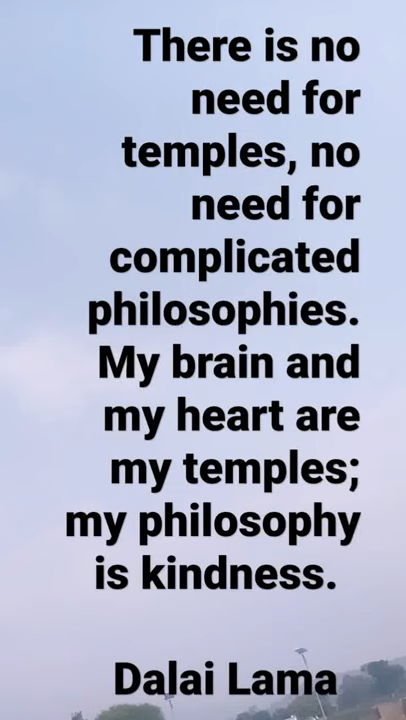 There is no
need for
temples, no
need for
complicated
philosophies.
My brain and
my heart are
my temples;
my philosophy
is kindness.
Dalai Lama